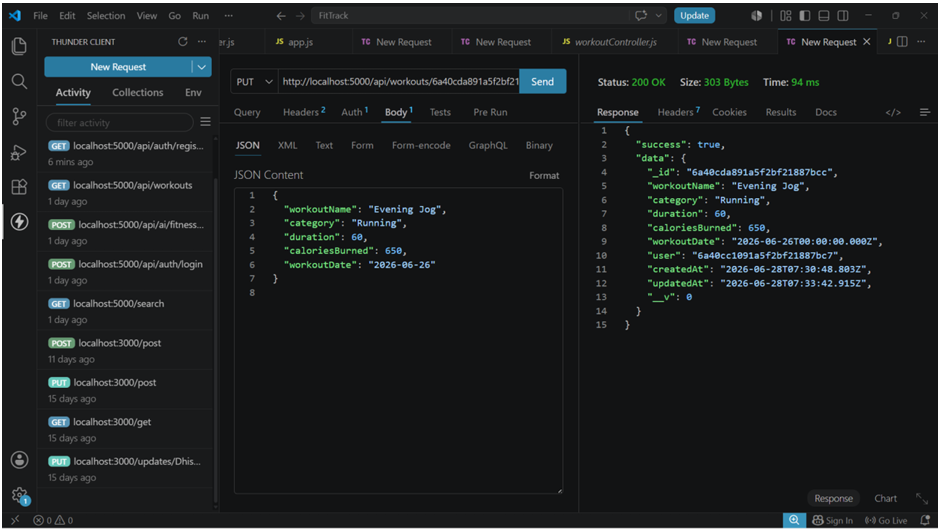 File Edit Selection View Go Run ··· FitTrack Update
THUNDER CLIENT ···
er.js JS app.js TC New Request TC New Request JS workoutController.js TC New Request TC New Request × J ···
New Request
Activity Collections Env
filter activity
GET localhost:5000/api/auth/regis...
6 mins ago
GET localhost:5000/api/workouts
1 day ago
POST localhost:5000/api/ai/fitness...
1 day ago
POST localhost:5000/api/auth/login
1 day ago
GET localhost:5000/search
1 day ago
POST localhost:3000/post
11 days ago
PUT localhost:3000/post
15 days ago
GET localhost:3000/get
15 days ago
PUT localhost:3000/updates/Dhis...
15 days ago
PUT http://localhost:5000/api/workouts/6a40cda891a5f2bf21 Send
Query Headers 2 Auth 1 Body 1 Tests Pre Run
JSON XML Text Form Form-encode GraphQL Binary
JSON Content Format
1 {
2 "workoutName": "Evening Jog",
3 "category": "Running",
4 "duration": 60,
5 "caloriesBurned": 650,
6 "workoutDate": "2026-06-26"
7 }
8
Status: 200 OK Size: 303 Bytes Time: 94 ms
Response Headers 7 Cookies Results Docs </>
1 {
2 "success": true,
3 "data": {
4 "_id": "6a40cda891a5f2bf21887bcc",
5 "workoutName": "Evening Jog",
6 "category": "Running",
7 "duration": 60,
8 "caloriesBurned": 650,
9 "workoutDate": "2026-06-26T00:00:00.000Z",
10 "user": "6a40cc1091a5f2bf21887bc7",
11 "createdAt": "2026-06-28T07:30:48.803Z",
12 "updatedAt": "2026-06-28T07:33:42.915Z",
13 "__v": 0
14 }
15 }
Response Chart
1
0 0 Sign In Go Live